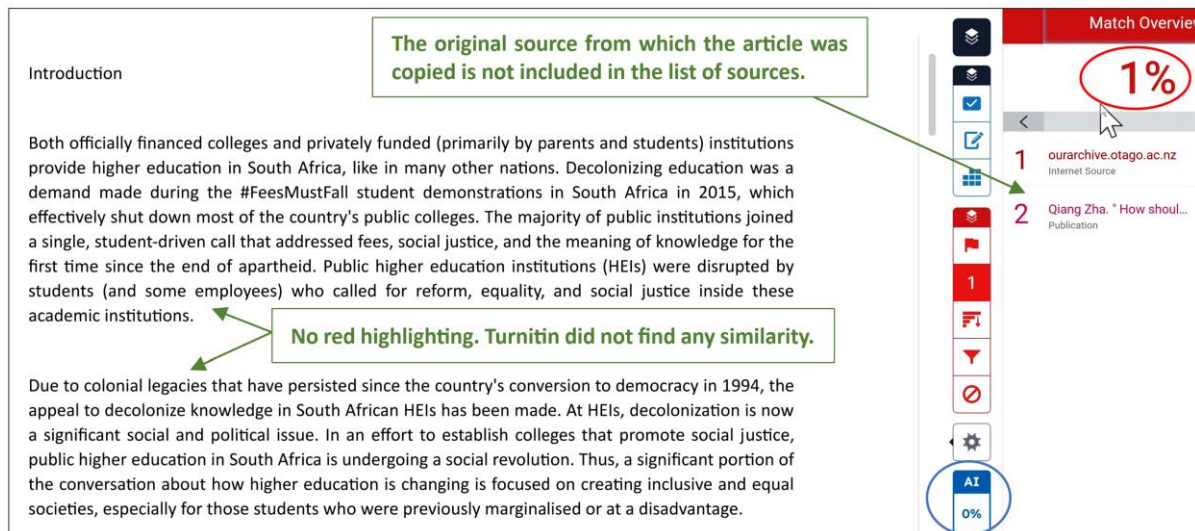 Introduction
The original source from which the article was
copied is not included in the list of sources.
Both officially financed colleges and privately funded (primarily by parents and students) institutions
provide higher education in South Africa, like in many other nations. Decolonizing education was a
demand made during the #FeesMustFall student demonstrations in South Africa in 2015, which
effectively shut down most of the country's public colleges. The majority of public institutions joined
a single, student-driven call that addressed fees, social justice, and the meaning of knowledge for the
first time since the end of apartheid. Public higher education institutions (HEIs) were disrupted by
students (and some employees) who called for reform, equality, and social justice inside these
academic institutions.
No red highlighting. Turnitin did not find any similarity.
Due to colonial legacies that have persisted since the country's conversion to democracy in 1994, the
appeal to decolonize knowledge in South African HEIs has been made. At HEIs, decolonization is now
a significant social and political issue. In an effort to establish colleges that promote social justice,
public higher education in South Africa is undergoing a social revolution. Thus, a significant portion of
the conversation about how higher education is changing is focused on creating inclusive and equal
societies, especially for those students who were previously marginalised or at a disadvantage.
1
AI
0%
Match Overview
1%
1 ourarchive.otago.ac.nz
Internet Source
2 Qiang Zha. " How shoul...
Publication